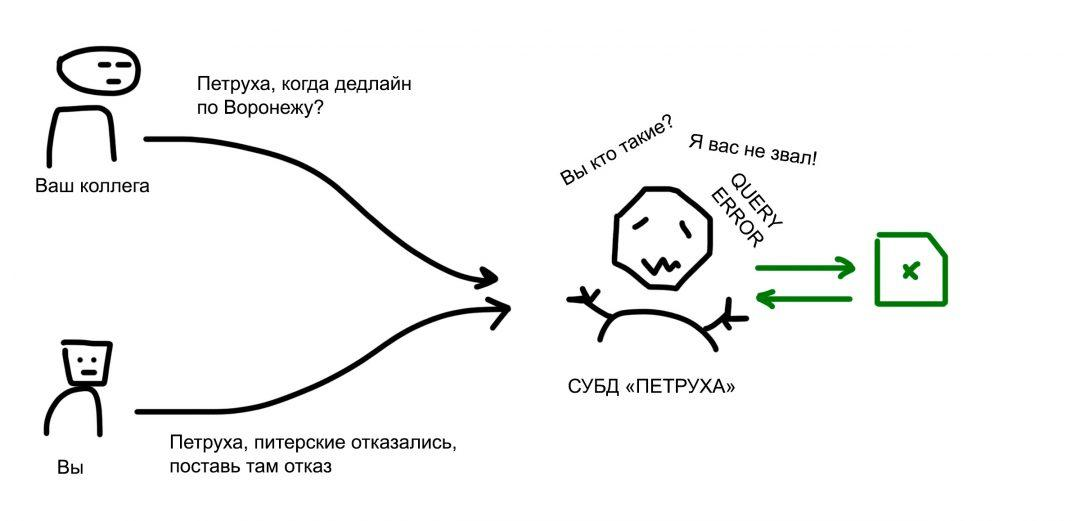 Петруха, когда дедлайн
по Воронежу?
Ваш коллега
Вы кто такие?
Я вас не звал!
QUERY
ERROR
СУБД «ПЕТРУХА»
Петруха, питерские отказались,
поставь там отказ
Вы